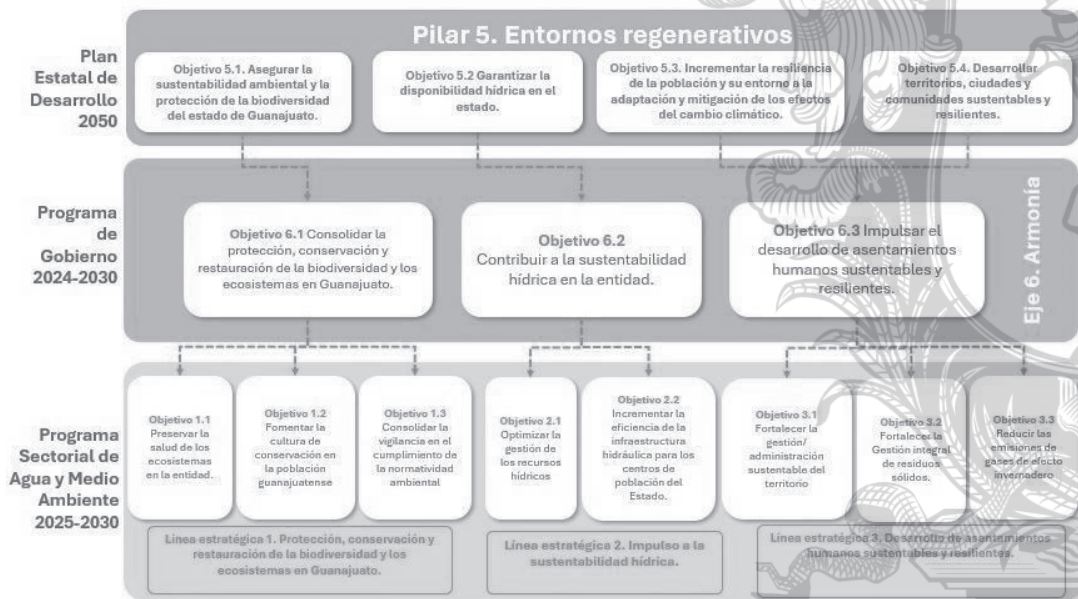 Plan
Estatal de
Desarrollo
2050
Pilar 5. Entornos regenerativos
Objetivo 5.1. Asegurar la
sustentabilidad ambiental y la
protección de la biodiversidad
del estado de Guanajuato.
Objetivo 5.2 Garantizar la
disponibilidad hídrica en el
estado.
Objetivo 5.3. Incrementar la resiliencia
de la población y su entorno a la
adaptación y mitigación de los efectos
del cambio climático.
Objetivo 5.4. Desarrollar
territorios, ciudades y
comunidades sustentables y
resilientes.
Programa
de
Gobierno
2024-2030
Objetivo 6.1 Consolidar la
protección, conservación y
restauración de la biodiversidad y los
ecosistemas en Guanajuato.
Objetivo 6.2
Contribuir a la sustentabilidad
hídrica en la entidad.
Objetivo 6.3 Impulsar el
desarrollo de asentamientos
humanos sustentables y
resilientes.
Eje 6. Armonía
Programa
Sectorial de
Agua y Medio
Ambiente
2025-2030
Objetivo 1.1
Preservar la
salud de los
ecosistemas
en la entidad.
Objetivo 1.2
Fomentar la
cultura de
conservación en
la población
guanajuatense
Objetivo 1.3
Consolidar la
vigilancia en el
cumplimiento de
la normatividad
ambiental
Objetivo 2.1
Optimizar la
gestión de
los recursos
hídricos
Objetivo 2.2
Incrementar la
eficiencia de la
infraestructura
hidráulica para los
centros de
población del
Estado.
Objetivo 3.1
Fortalecer la
gestión/
administración
sustentable del
territorio
Objetivo 3.2
Fortalecer la
Gestión integral
de residuos
sólidos.
Objetivo 3.3
Reducir las
emisiones de
gases de efecto
invernadero
Línea estratégica 1. Protección, conservación y
restauración de la biodiversidad y los
ecosistemas en Guanajuato.
Línea estratégica 2. Impulso a la
sustentabilidad hídrica.
Línea estratégica 3. Desarrollo de asentamientos
humanos sustentables y resilientes.